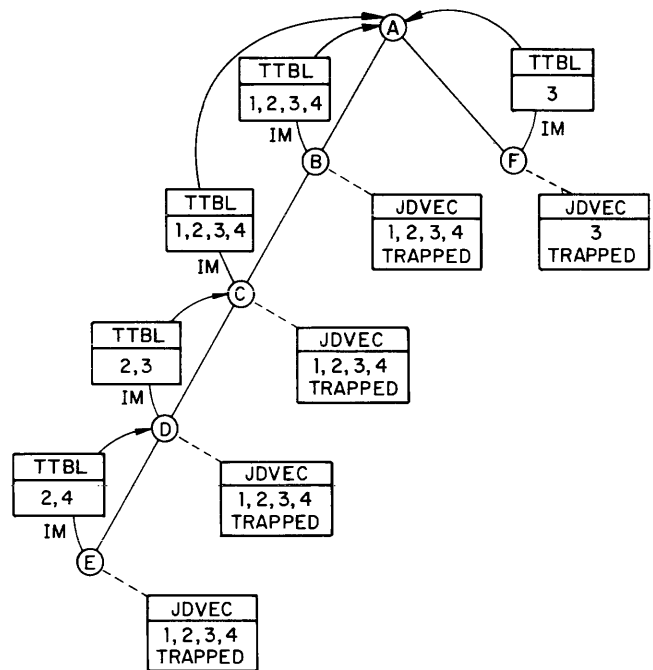 A
TTBL
1,2,3,4
IM
TTBL
3
IM
B
F
JDVEC
1,2,3,4
TRAPPED
JDVEC
3
TRAPPED
TTBL
1,2,3,4
IM
C
JDVEC
1,2,3,4
TRAPPED
TTBL
2,3
IM
D
JDVEC
1,2,3,4
TRAPPED
TTBL
2,4
IM
E
JDVEC
1,2,3,4
TRAPPED